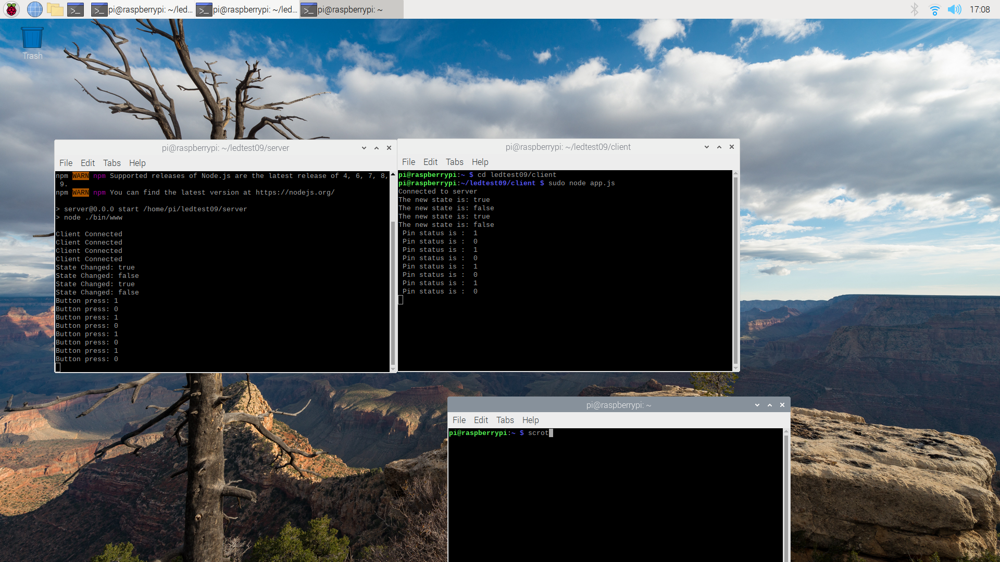 pi@raspberrypi: ~/led...
pi@raspberrypi: ~/led...
pi@raspberrypi: ~
17:08
Trash
pi@raspberrypi: ~/ledtest09/server
File Edit Tabs Help
npm WARN npm Supported releases of Node.js are the latest release of 4, 6, 7, 8,
9.
npm WARN npm You can find the latest version at https://nodejs.org/
> server@0.0.0 start /home/pi/ledtest09/server
> node ./bin/www
Client Connected
Client Connected
Client Connected
Client Connected
State Changed: true
State Changed: false
State Changed: true
State Changed: false
Button press: 1
Button press: 0
Button press: 1
Button press: 0
Button press: 1
Button press: 0
Button press: 1
Button press: 0
pi@raspberrypi: ~/ledtest09/client
File Edit Tabs Help
pi@raspberrypi:~ $ cd ledtest09/client
pi@raspberrypi:~/ledtest09/client $ sudo node app.js
Connected to server
The new state is: true
The new state is: false
The new state is: true
The new state is: false
Pin status is :  1
Pin status is :  0
Pin status is :  1
Pin status is :  0
Pin status is :  1
Pin status is :  0
Pin status is :  1
Pin status is :  0
pi@raspberrypi: ~
File Edit Tabs Help
pi@raspberrypi:~ $ scrot